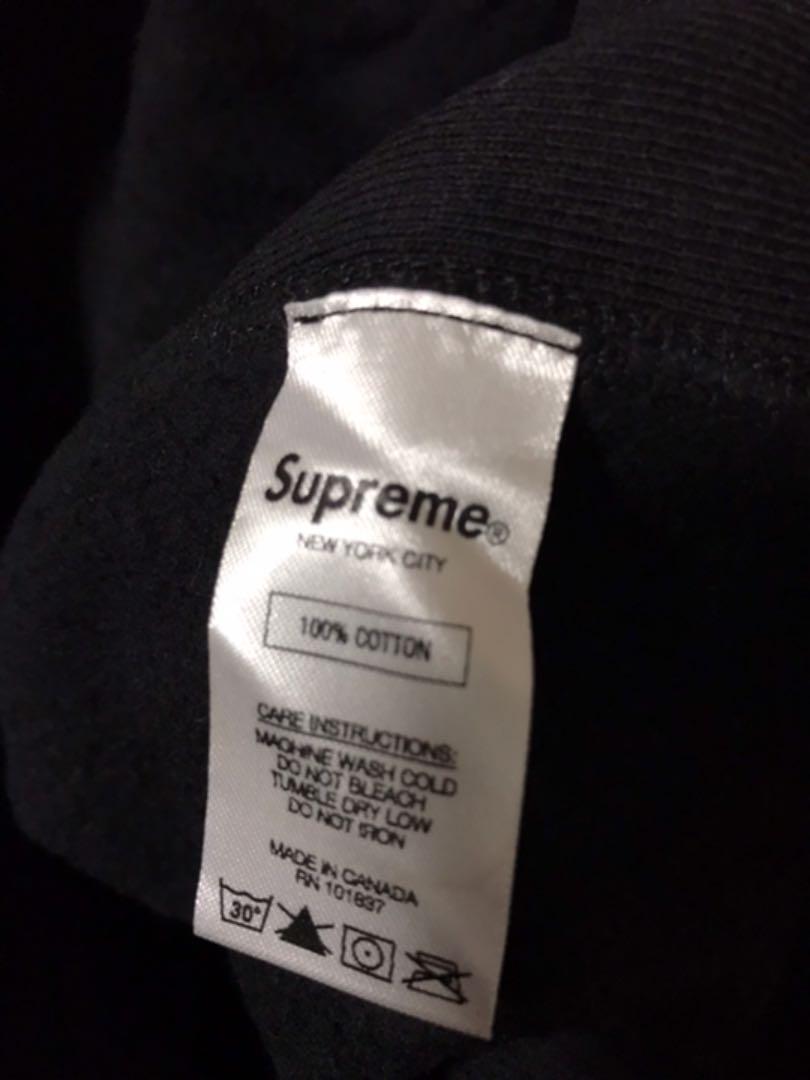 Supreme®
NEW YORK CITY
100% COTTON
CARE INSTRUCTIONS:
MACHINE WASH COLD
DO NOT BLEACH
TUMBLE DRY LOW
DO NOT IRON
MADE IN CANADA
RN 101837
30°